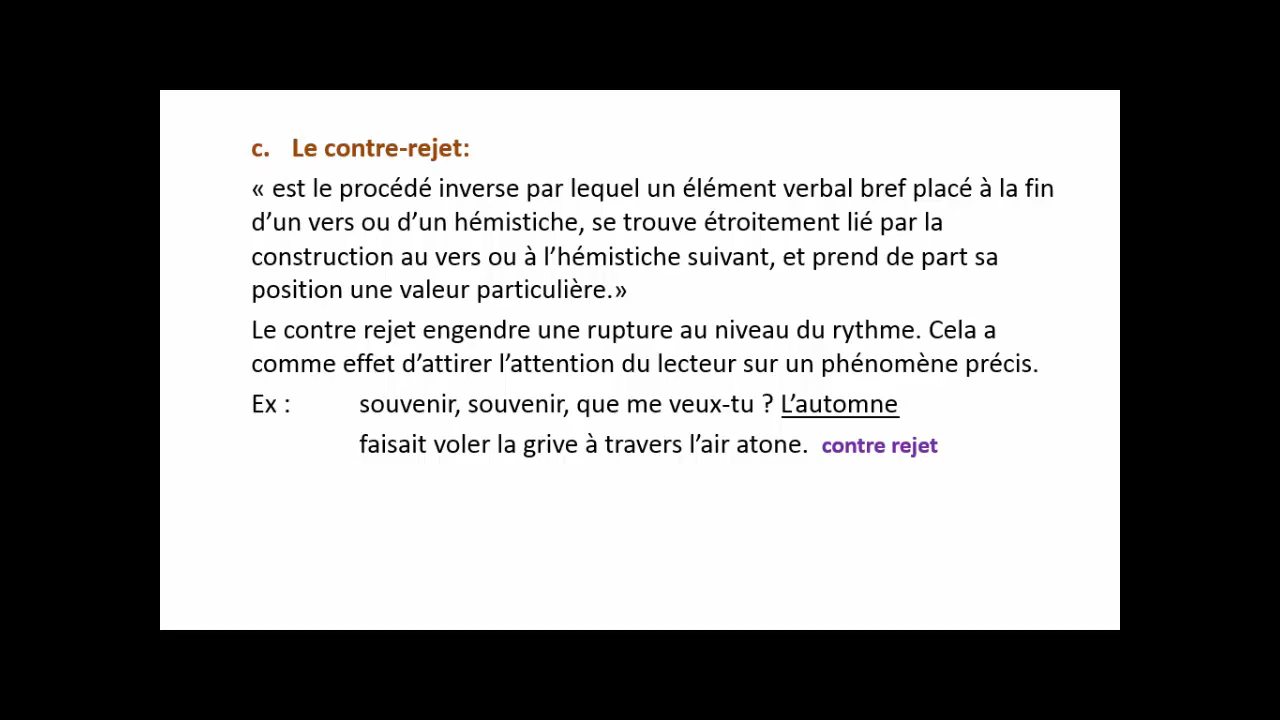 c. Le contre-rejet:
« est le procédé inverse par lequel un élément verbal bref placé à la fin
d’un vers ou d’un hémistiche, se trouve étroitement lié par la
construction au vers ou à l’hémistiche suivant, et prend de part sa
position une valeur particulière.»
Le contre rejet engendre une rupture au niveau du rythme. Cela a
comme effet d’attirer l’attention du lecteur sur un phénomène précis.
Ex : souvenir, souvenir, que me veux-tu ? L’automne
faisait voler la grive à travers l’air atone. contre rejet